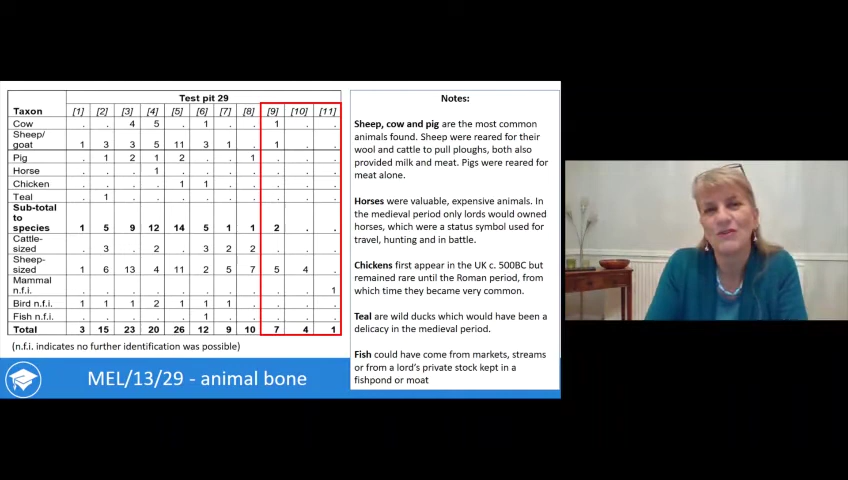 Test pit 29
Taxon [1] [2] [3] [4] [5] [6] [7] [8] [9] [10] [11]
Cow . . 4 5 . 1 . . 1 . .
Sheep/
goat 1 3 3 5 11 3 1 . 1 . .
Pig . 1 2 1 2 . . 1 . . .
Horse . . . 1 . . . . . . .
Chicken . . . . 1 1 . . . . .
Teal . 1 . . . . . . . . .
Sub-total
to
species 1 5 9 12 14 5 1 1 2 . .
Cattle-
sized . 3 . 2 . 3 2 2 . . .
Sheep-
sized 1 6 13 4 11 2 5 7 5 4 .
Mammal
n.f.i. . . . . . . . . . . 1
Bird n.f.i. 1 1 1 2 1 1 1 . . . .
Fish n.f.i. . . . . . 1 . . . . .
Total 3 15 23 20 26 12 9 10 7 4 1
(n.f.i. indicates no further identification was possible)
MEL/13/29 - animal bone
Notes:
Sheep, cow and pig are the most common
animals found. Sheep were reared for their
wool and cattle to pull ploughs, both also
provided milk and meat. Pigs were reared for
meat alone.
Horses were valuable, expensive animals. In
the medieval period only lords would owned
horses, which were a status symbol used for
travel, hunting and in battle.
Chickens first appear in the UK c. 500BC but
remained rare until the Roman period, from
which time they became very common.
Teal are wild ducks which would have been a
delicacy in the medieval period.
Fish could have come from markets, streams
or from a lord's private stock kept in a
fishpond or moat